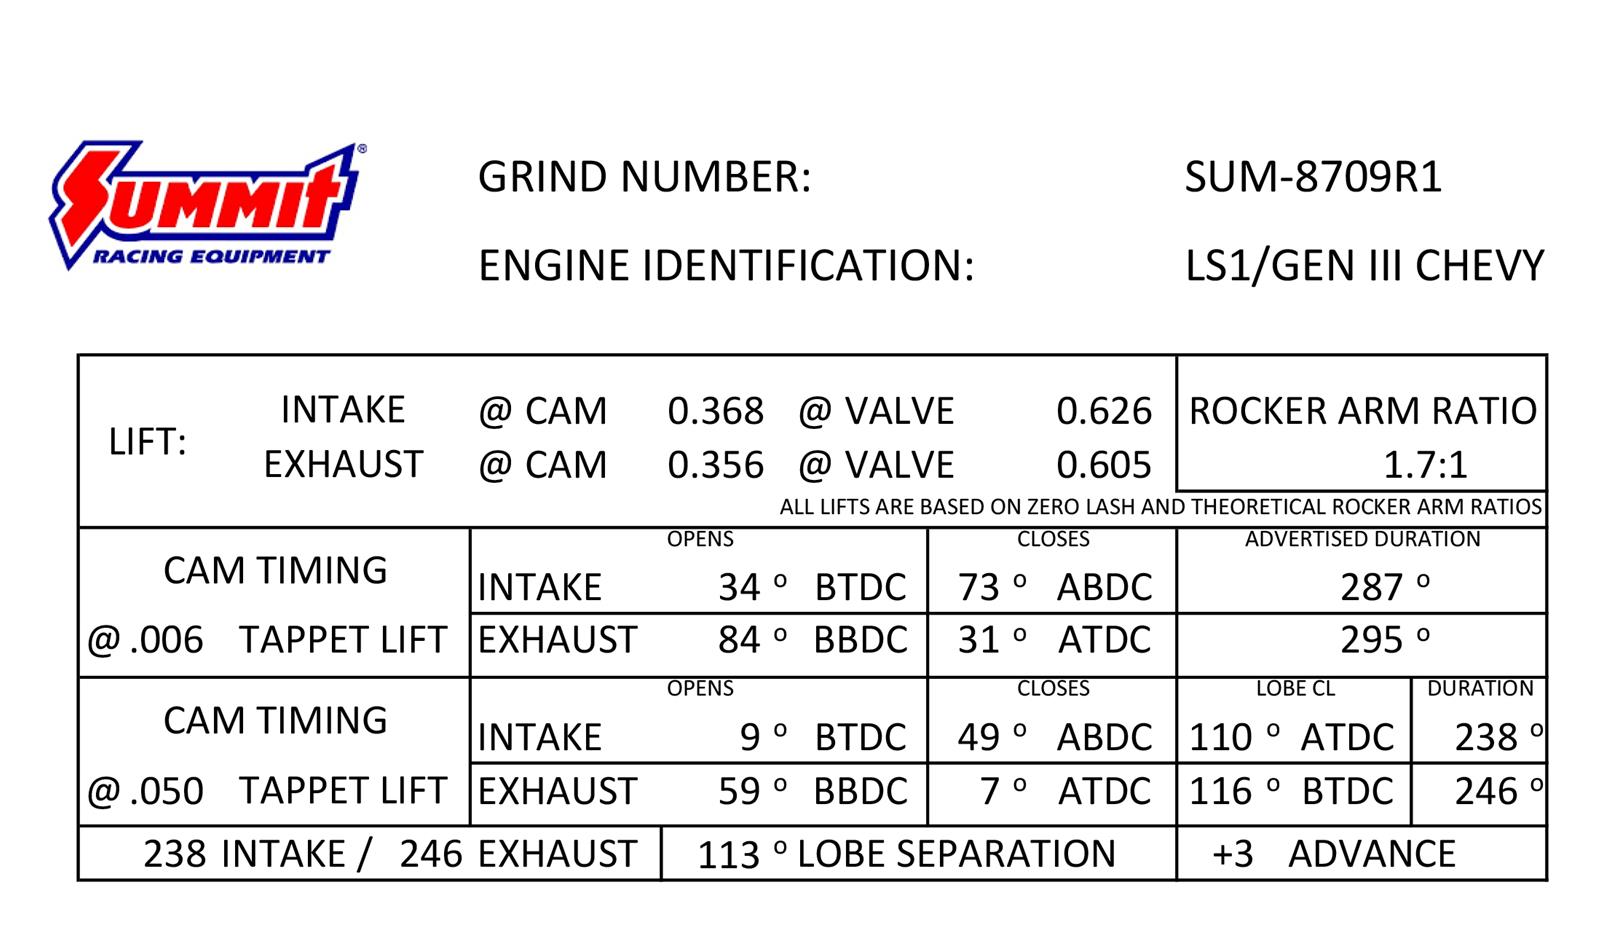 SUMMIT®
RACING EQUIPMENT
GRIND NUMBER: SUM-8709R1
ENGINE IDENTIFICATION: LS1/GEN III CHEVY
LIFT:
INTAKE @ CAM 0.368 @ VALVE 0.626
EXHAUST @ CAM 0.356 @ VALVE 0.605
ROCKER ARM RATIO
1.7:1
ALL LIFTS ARE BASED ON ZERO LASH AND THEORETICAL ROCKER ARM RATIOS
CAM TIMING
@ .006 TAPPET LIFT
OPENS CLOSES ADVERTISED DURATION
INTAKE 34 º BTDC 73 º ABDC 287 º
EXHAUST 84 º BBDC 31 º ATDC 295 º
CAM TIMING
@ .050 TAPPET LIFT
OPENS CLOSES LOBE CL DURATION
INTAKE 9 º BTDC 49 º ABDC 110 º ATDC 238 º
EXHAUST 59 º BBDC 7 º ATDC 116 º BTDC 246 º
238 INTAKE / 246 EXHAUST 113 º LOBE SEPARATION +3 ADVANCE